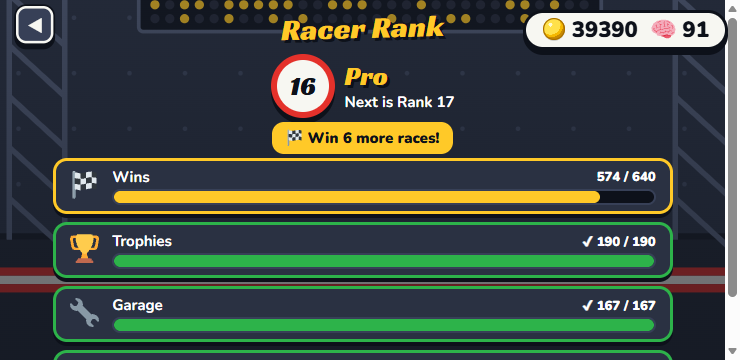 Racer Rank
39390
91
16
Pro
Next is Rank 17
Win 6 more races!
Wins
574 / 640
Trophies
✓ 190 / 190
Garage
✓ 167 / 167